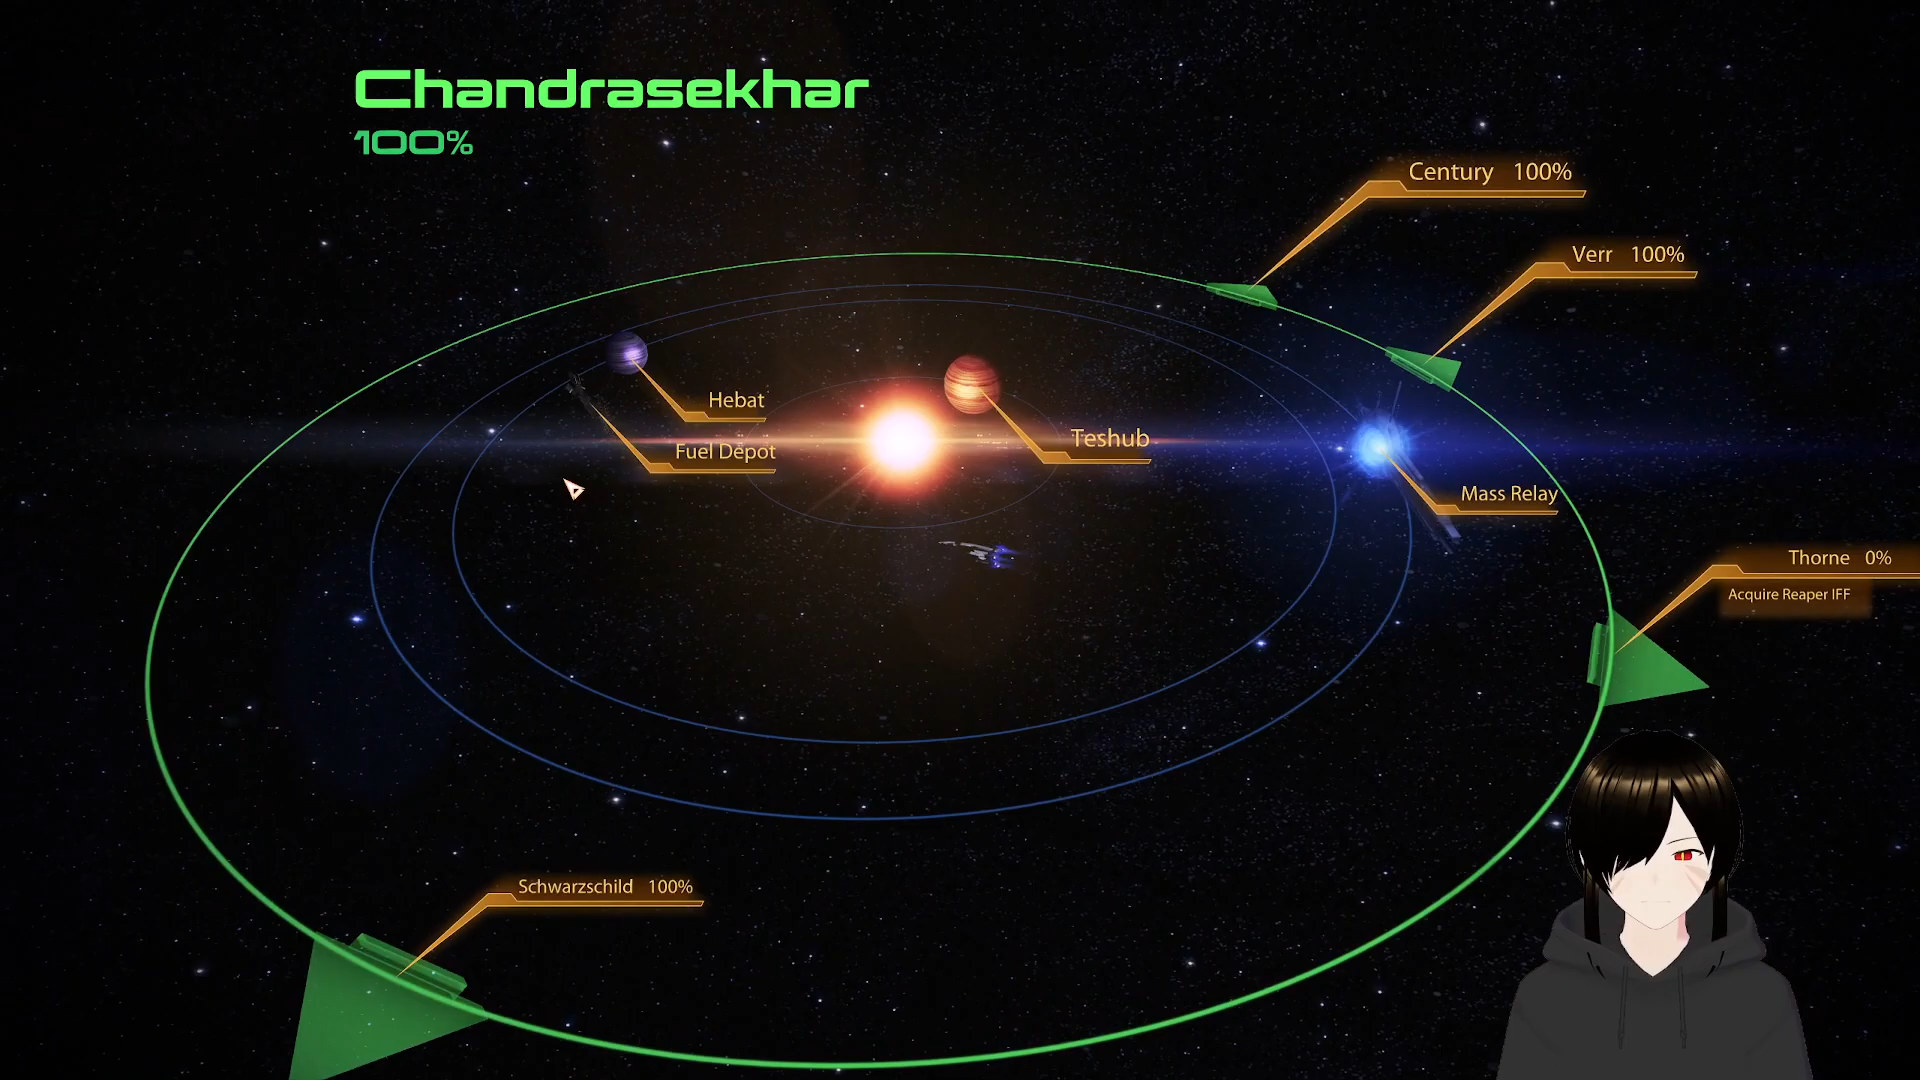 Chandrasekhar
100%
Century 100%
Verr 100%
Hebat
Fuel Depot
Teshub
Mass Relay
Thorne 0%
Acquire Reaper IFF
Schwarzschild 100%